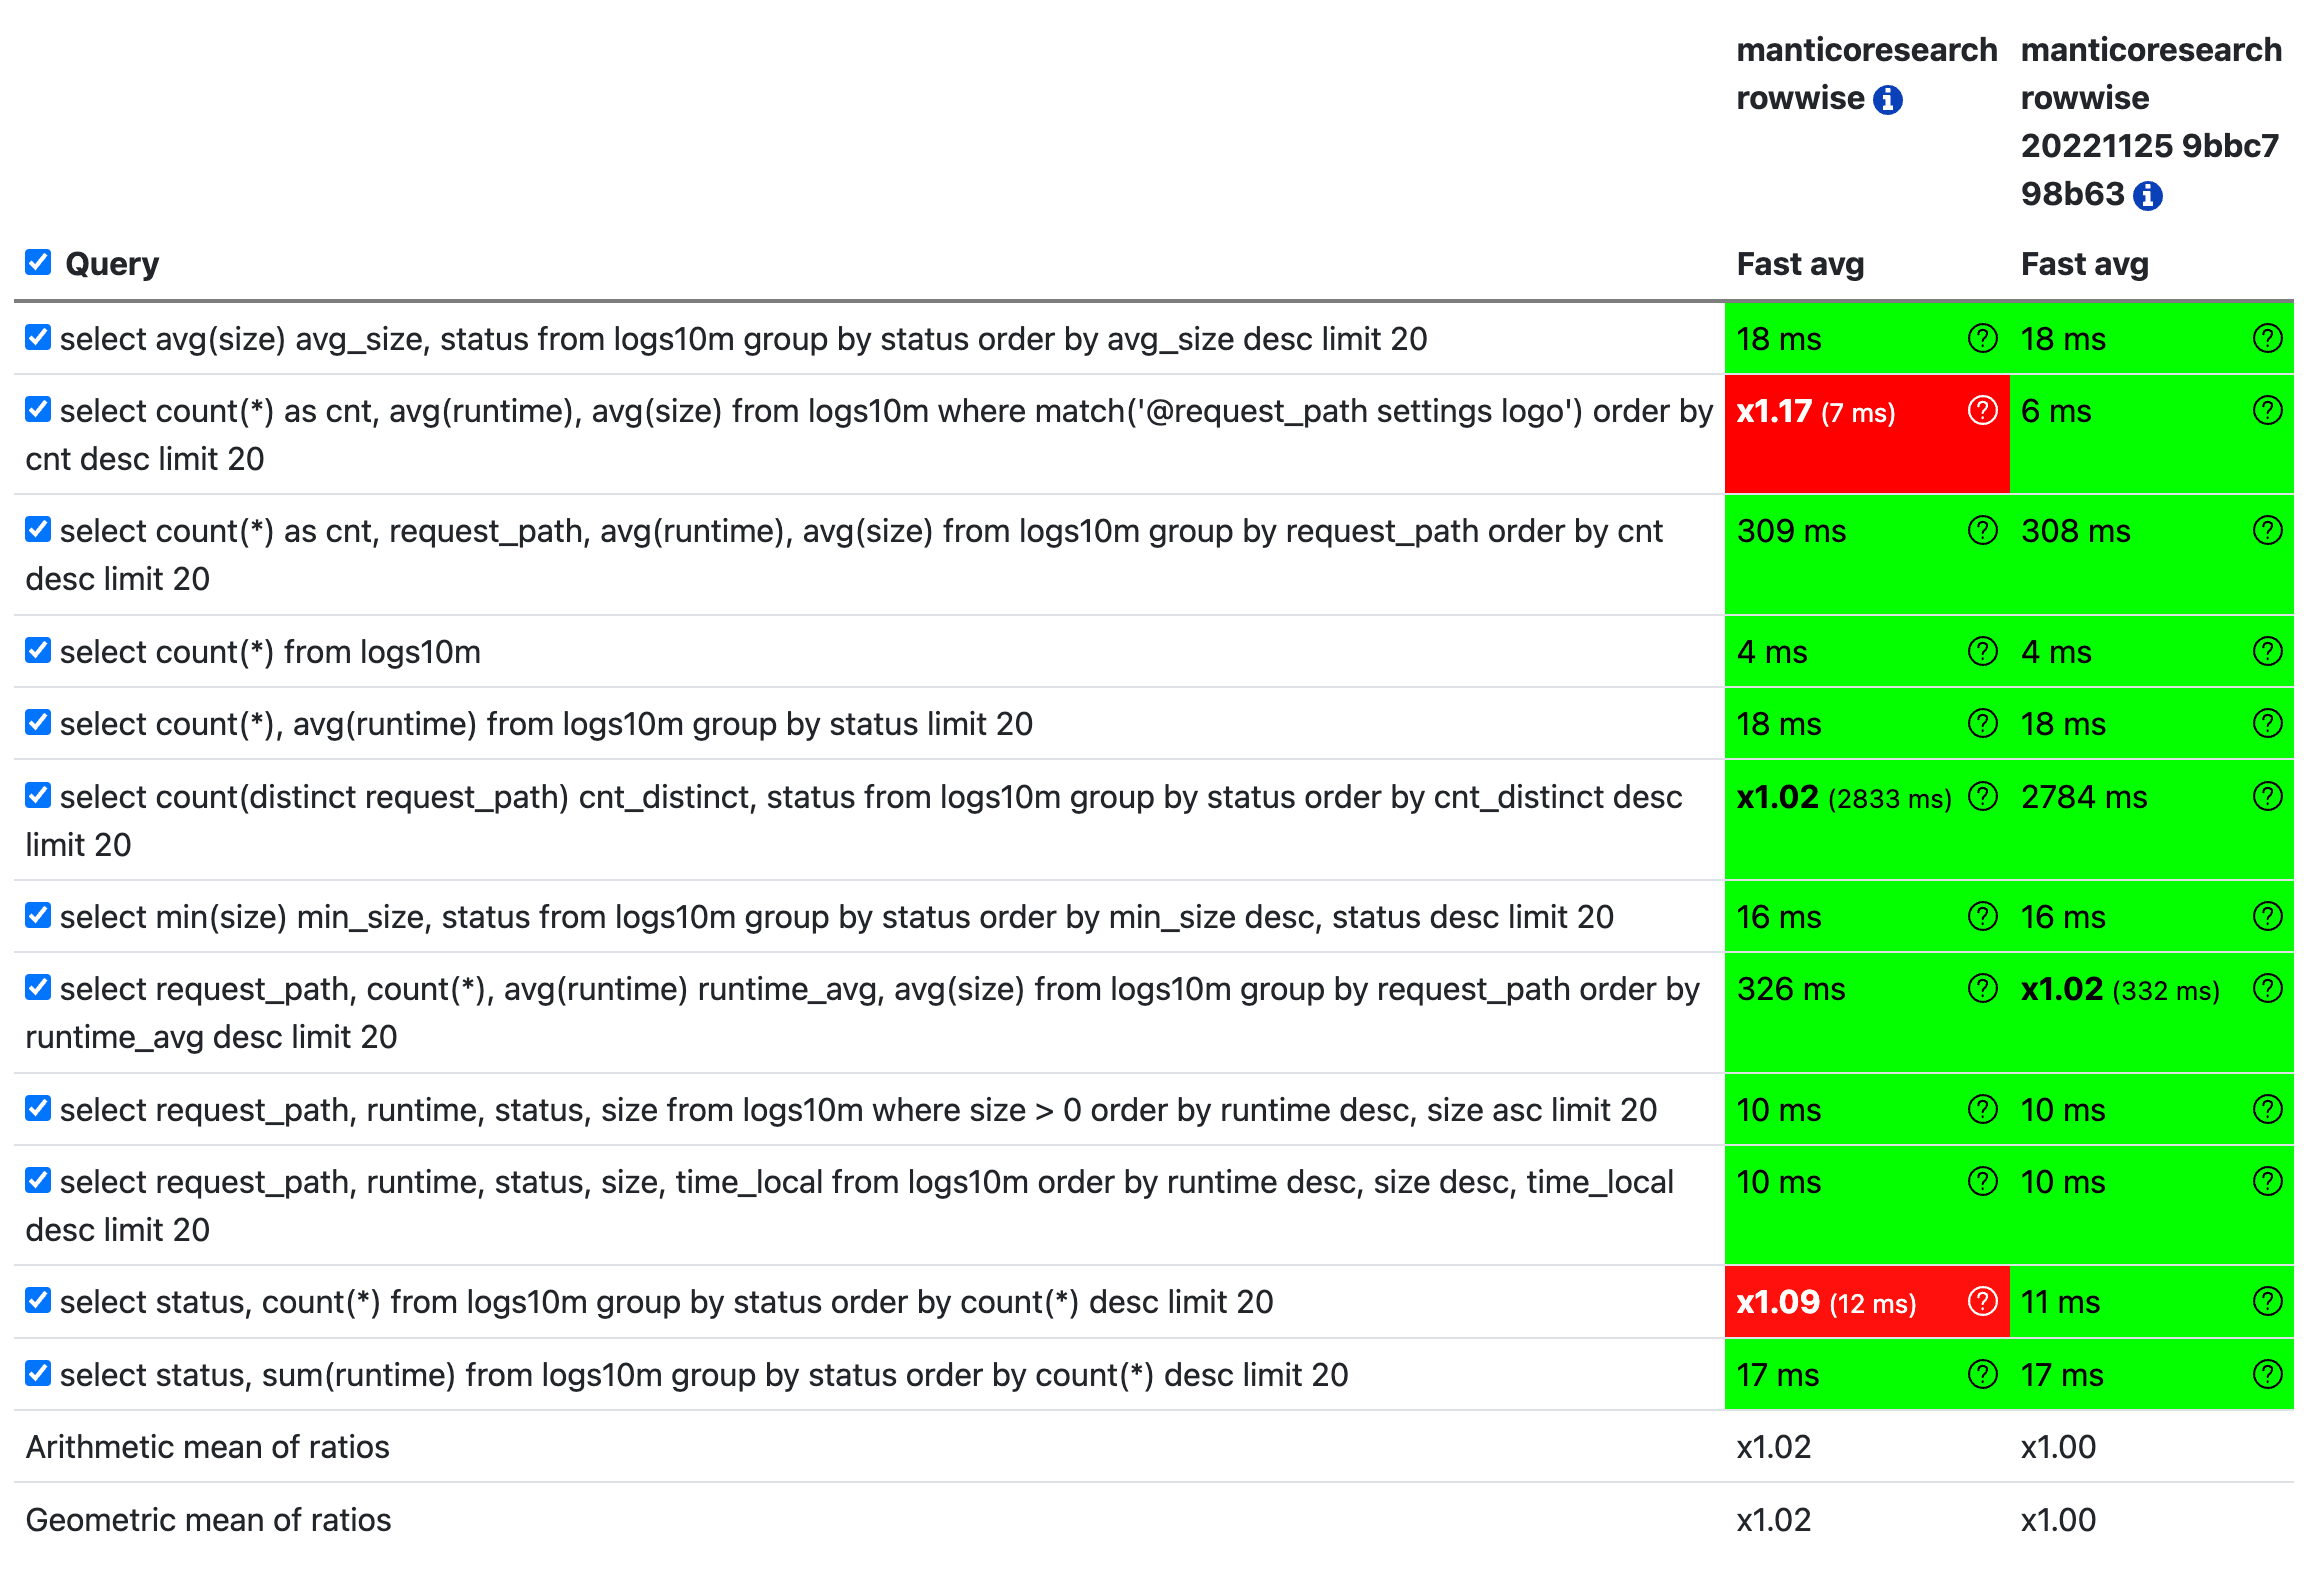 manticoresearch manticoresearch
rowwise rowwise
20221125 9bbc7
98b63
Query Fast avg Fast avg
select avg(size) avg_size, status from logs10m group by status order by avg_size desc limit 20 18 ms 18 ms
select count(*) as cnt, avg(runtime), avg(size) from logs10m where match('@request_path settings logo') order by x1.17 (7 ms) 6 ms
cnt desc limit 20
select count(*) as cnt, request_path, avg(runtime), avg(size) from logs10m group by request_path order by cnt 309 ms 308 ms
desc limit 20
select count(*) from logs10m 4 ms 4 ms
select count(*), avg(runtime) from logs10m group by status limit 20 18 ms 18 ms
select count(distinct request_path) cnt_distinct, status from logs10m group by status order by cnt_distinct desc x1.02 (2833 ms) 2784 ms
limit 20
select min(size) min_size, status from logs10m group by status order by min_size desc, status desc limit 20 16 ms 16 ms
select request_path, count(*), avg(runtime) runtime_avg, avg(size) from logs10m group by request_path order by 326 ms x1.02 (332 ms)
runtime_avg desc limit 20
select request_path, runtime, status, size from logs10m where size > 0 order by runtime desc, size asc limit 20 10 ms 10 ms
select request_path, runtime, status, size, time_local from logs10m order by runtime desc, size desc, time_local 10 ms 10 ms
desc limit 20
select status, count(*) from logs10m group by status order by count(*) desc limit 20 x1.09 (12 ms) 11 ms
select status, sum(runtime) from logs10m group by status order by count(*) desc limit 20 17 ms 17 ms
Arithmetic mean of ratios x1.02 x1.00
Geometric mean of ratios x1.02 x1.00